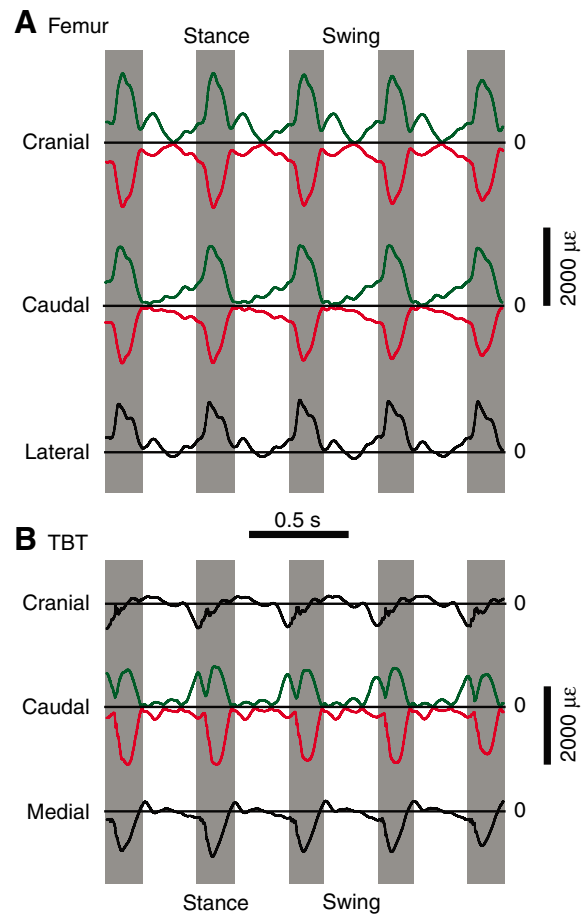 A Femur
Stance Swing
Cranial 0
2000 με
Caudal 0
Lateral 0
0.5 s
B TBT
Cranial 0
Caudal 0
2000 με
Medial 0
Stance Swing